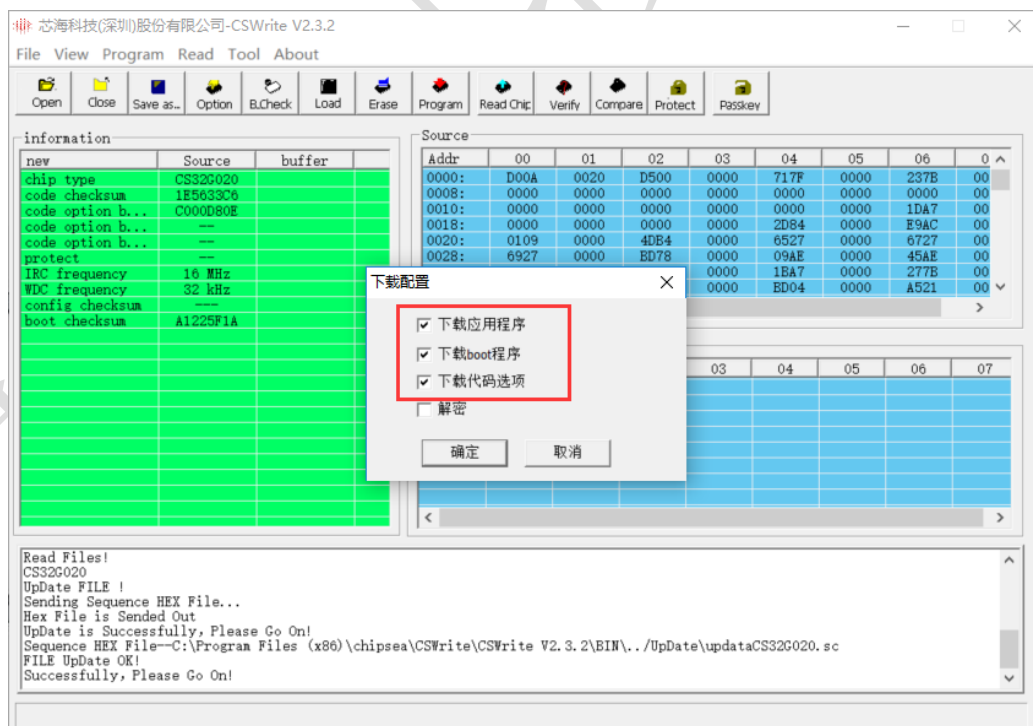 芯海科技(深圳)股份有限公司-CSWrite V2.3.2
File View Program Read Tool About
Open Close Save as... Option B.Check Load Erase Program Read Chip Verify Compare Protect Passkey
information
new Source buffer
chip type CS32G020
code checksum 1E5633C6
code option b... C000D80E
code option b... --
code option b... --
protect --
IRC frequency 16 MHz
WDC frequency 32 kHz
config checksum ---
boot checksum A1225F1A
Source
Addr 00 01 02 03 04 05 06 0
0000: D00A 0020 D500 0000 717F 0000 237B 00
0008: 0000 0000 0000 0000 0000 0000 0000 00
0010: 0000 0000 0000 0000 0000 0000 1DA7 00
0018: 0000 0000 0000 0000 2D84 0000 E9AC 00
0020: 0109 0000 4DB4 0000 6527 0000 6727 00
0028: 6927 0000 BD78 0000 09AE 0000 45AE 00
0000 1BA7 0000 277B 00
0000 BD04 0000 A521 00
03 04 05 06 07
下载配置
下载应用程序
下载boot程序
下载代码选项
解密
确定 取消
Read Files!
CS32G020
UpDate FILE !
Sending Sequence HEX File...
Hex File is Sended Out
UpDate is Successfully, Please Go On!
Sequence HEX File--C:\Program Files (x86)\chipsea\CSWrite\CSWrite V2.3.2\BIN\../UpDate\updataCS32G020.sc
FILE UpDate OK!
Successfully, Please Go On!